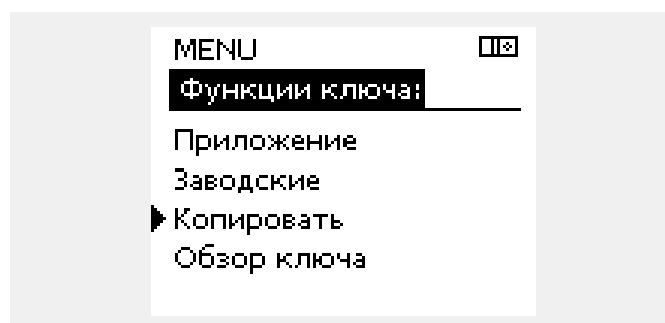 MENU
Функции ключа:
Приложение
Заводские
Копировать
Обзор ключа